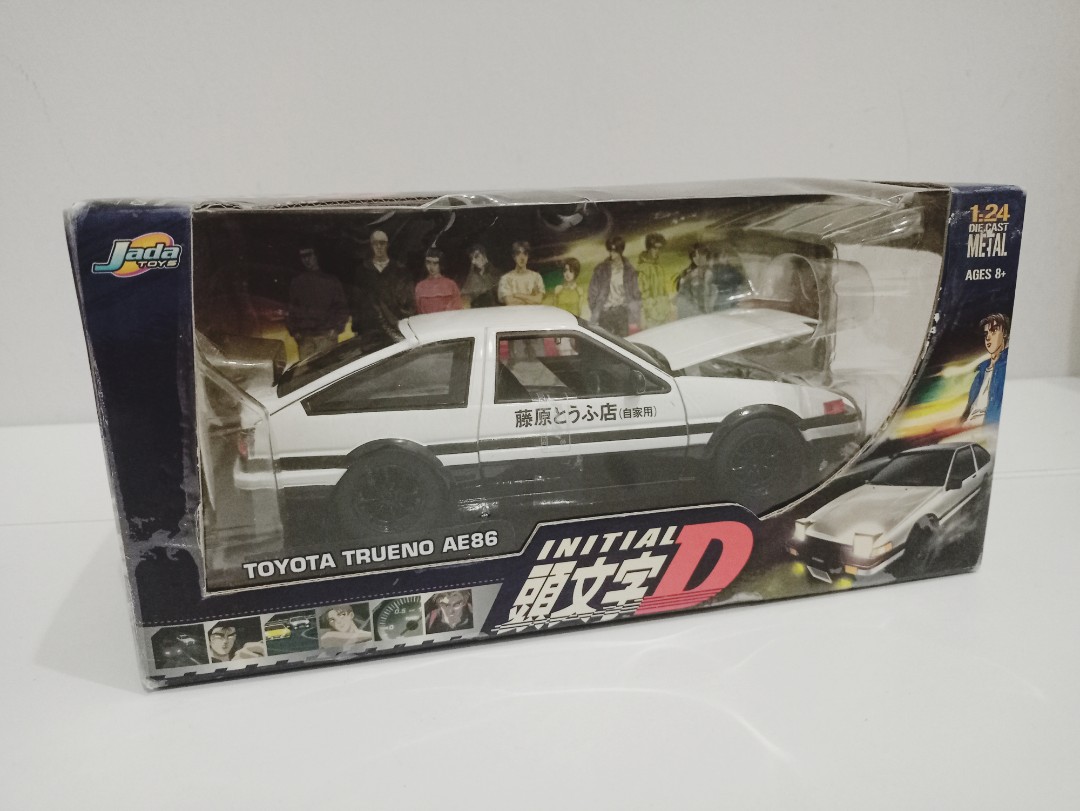 Jada
TOYS
1:24
DIE CAST
METAL
AGES 8+
藤原とうふ店(自家用)
TOYOTA TRUENO AE86
INITIAL D
頭文字